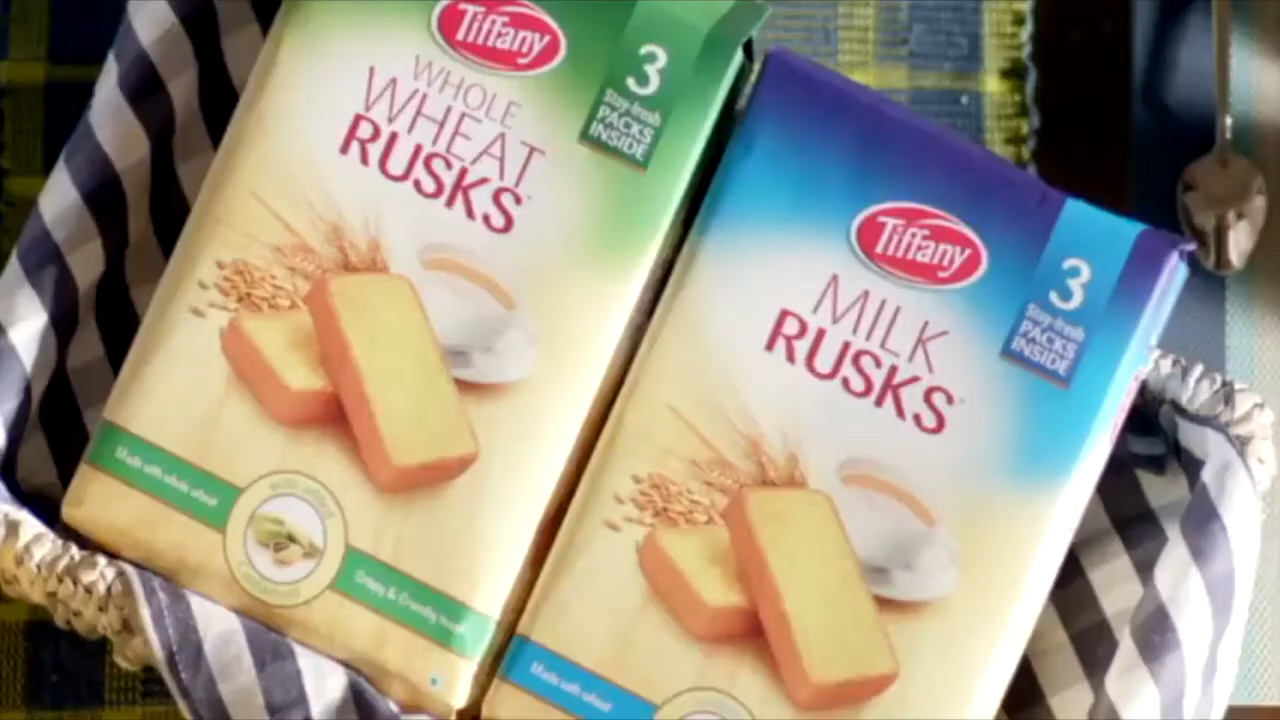 Tiffany
WHOLE
WHEAT
RUSKS
3
Stay-fresh
PACKS
INSIDE
Made with whole wheat
Cardamom
Crispy & Crunchy
Tiffany
MILK
RUSKS
3
Stay-fresh
PACKS
INSIDE
Made with wheat